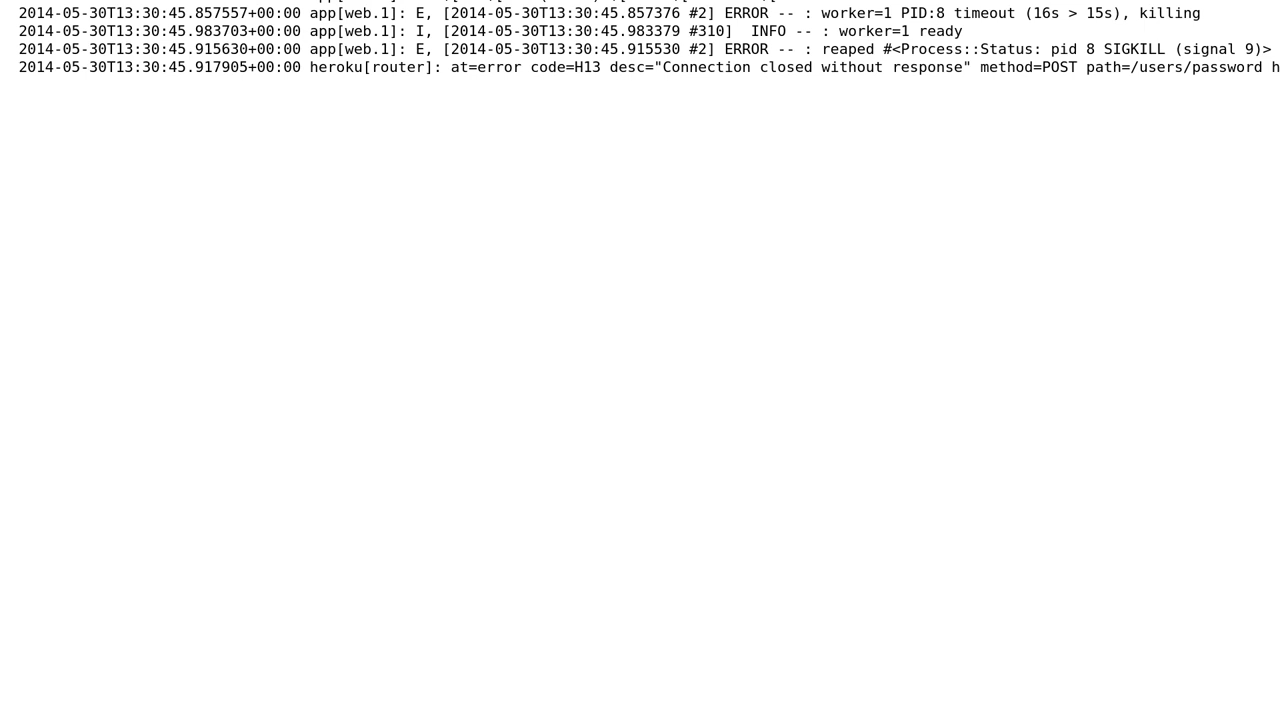 2014-05-30T13:30:45.857557+00:00 app[web.1]: E, [2014-05-30T13:30:45.857376 #2] ERROR -- : worker=1 PID:8 timeout (16s > 15s), killing
2014-05-30T13:30:45.983703+00:00 app[web.1]: I, [2014-05-30T13:30:45.983379 #310]  INFO -- : worker=1 ready
2014-05-30T13:30:45.915630+00:00 app[web.1]: E, [2014-05-30T13:30:45.915530 #2] ERROR -- : reaped #<Process::Status: pid 8 SIGKILL (signal 9)>
2014-05-30T13:30:45.917905+00:00 heroku[router]: at=error code=H13 desc="Connection closed without response" method=POST path=/users/password h